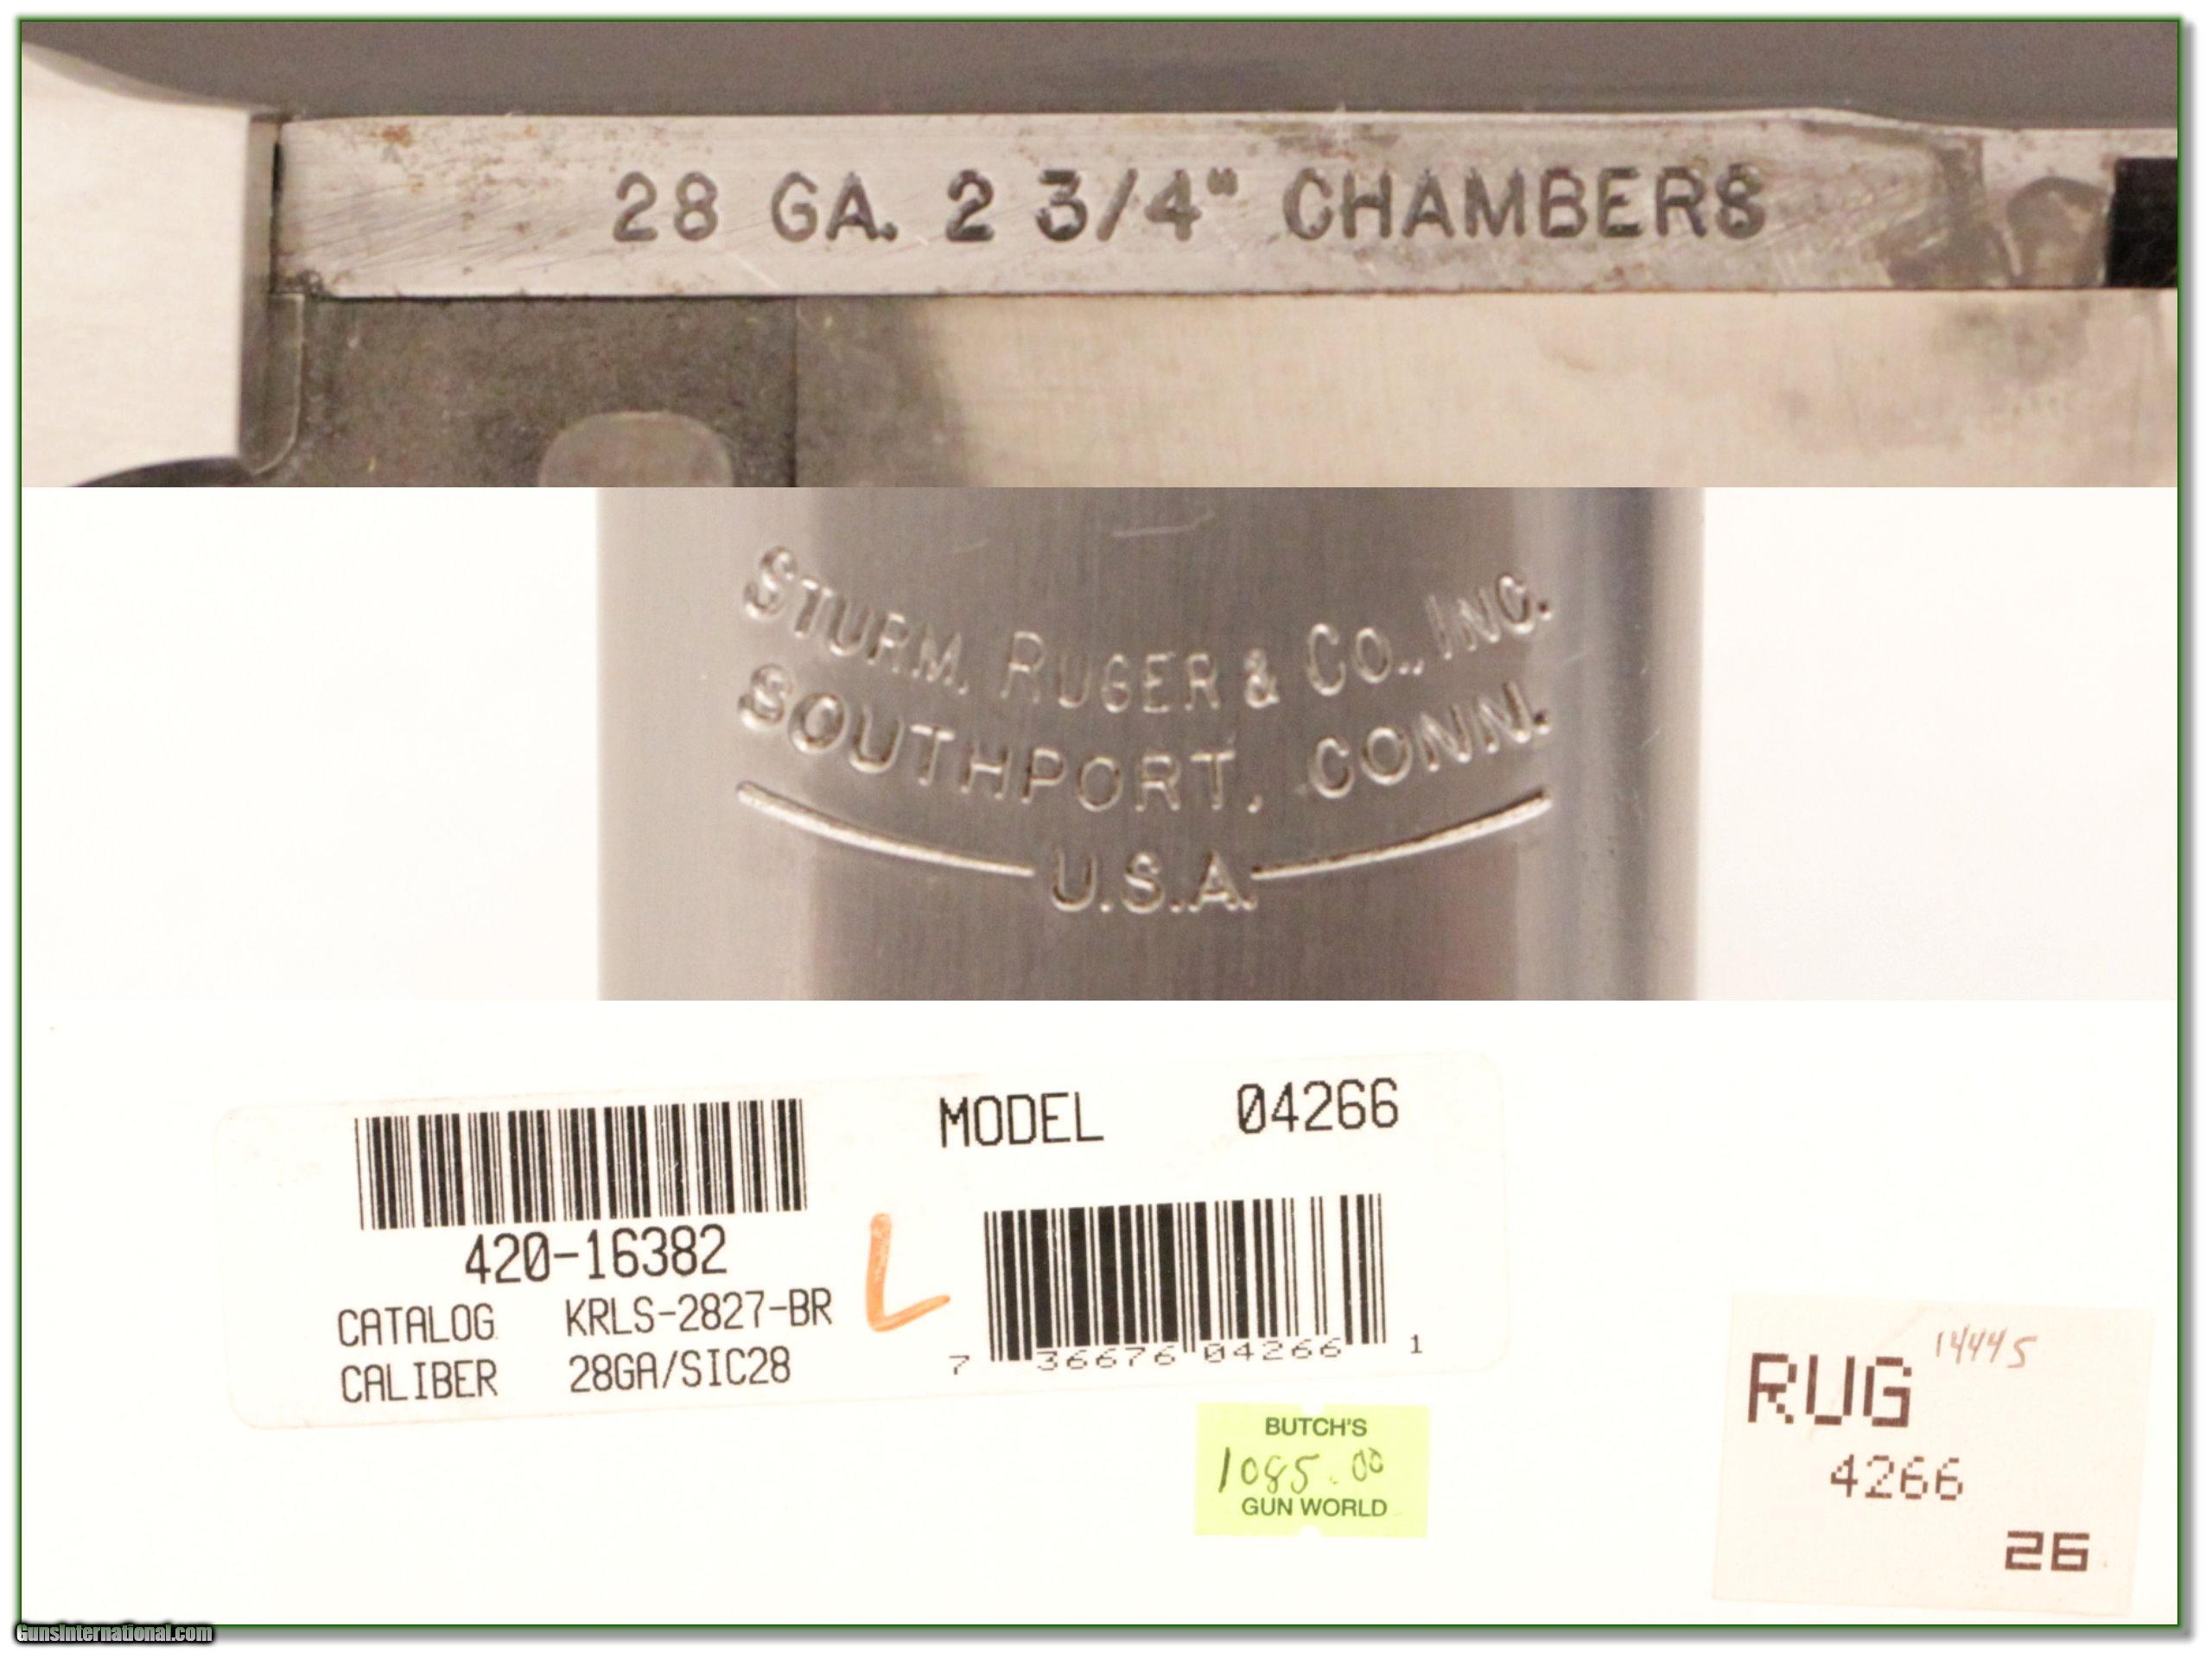 28 GA. 2 3/4" CHAMBERS
STURM, RUGER & CO., INC.
SOUTHPORT, CONN.
U.S.A.
MODEL 04266
420-16382
CATALOG KRLS-2827-BR
CALIBER 28GA/SIC28
L
7 36676 04266 1
BUTCH'S
1085.00
GUN WORLD
14445
RUG
4266
26
GunsInternational.com